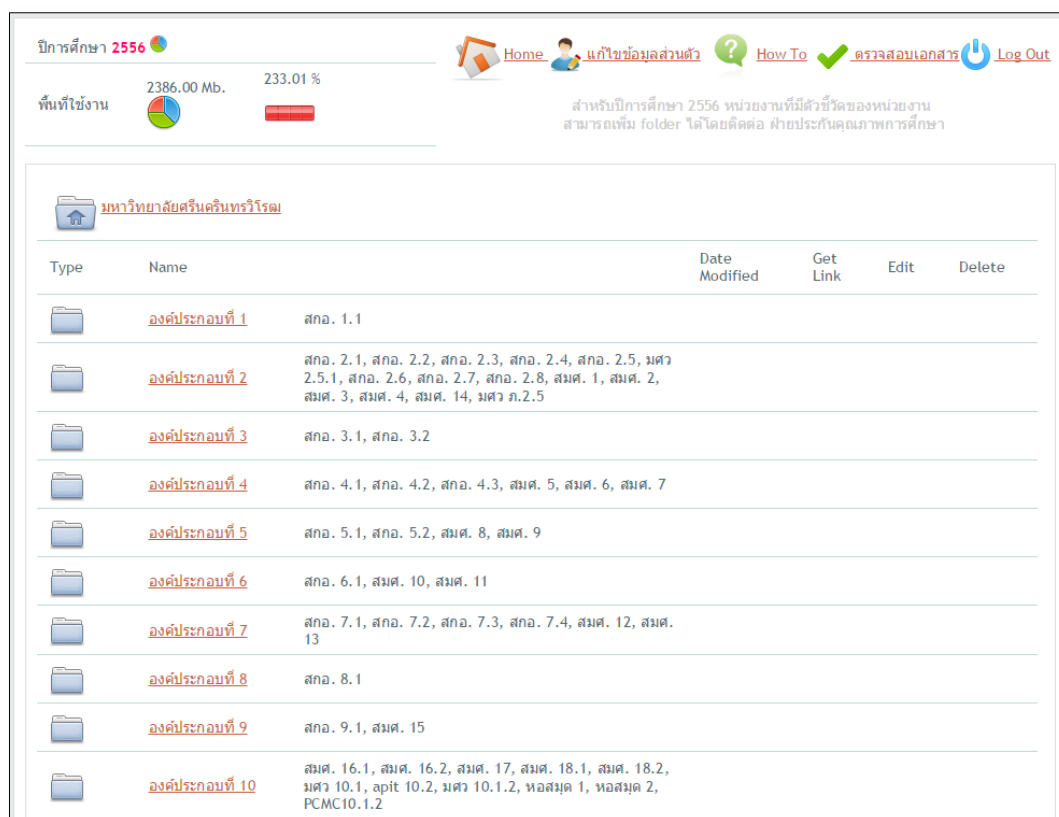 ปีการศึกษา 2556
Home แก้ไขข้อมูลส่วนตัว How To ตรวจสอบเอกสาร Log Out
พื้นที่ใช้งาน 2386.00 Mb. 233.01 %
สำหรับปีการศึกษา 2556 หน่วยงานที่มีตัวชี้วัดของหน่วยงาน
สามารถเพิ่ม folder ได้โดยติดต่อ ฝ่ายประกันคุณภาพการศึกษา
มหาวิทยาลัยศรีนครินทรวิโรฒ
Type Name Date Modified Get Link Edit Delete
องค์ประกอบที่ 1 สกอ. 1.1
องค์ประกอบที่ 2 สกอ. 2.1, สกอ. 2.2, สกอ. 2.3, สกอ. 2.4, สกอ. 2.5, มศว
2.5.1, สกอ. 2.6, สกอ. 2.7, สกอ. 2.8, สมศ. 1, สมศ. 2,
สมศ. 3, สมศ. 4, สมศ. 14, มศว ภ.2.5
องค์ประกอบที่ 3 สกอ. 3.1, สกอ. 3.2
องค์ประกอบที่ 4 สกอ. 4.1, สกอ. 4.2, สกอ. 4.3, สมศ. 5, สมศ. 6, สมศ. 7
องค์ประกอบที่ 5 สกอ. 5.1, สกอ. 5.2, สมศ. 8, สมศ. 9
องค์ประกอบที่ 6 สกอ. 6.1, สมศ. 10, สมศ. 11
องค์ประกอบที่ 7 สกอ. 7.1, สกอ. 7.2, สกอ. 7.3, สกอ. 7.4, สมศ. 12, สมศ.
13
องค์ประกอบที่ 8 สกอ. 8.1
องค์ประกอบที่ 9 สกอ. 9.1, สมศ. 15
องค์ประกอบที่ 10 สมศ. 16.1, สมศ. 16.2, สมศ. 17, สมศ. 18.1, สมศ. 18.2,
มศว 10.1, apit 10.2, มศว 10.1.2, หอสมุด 1, หอสมุด 2,
PCMC10.1.2